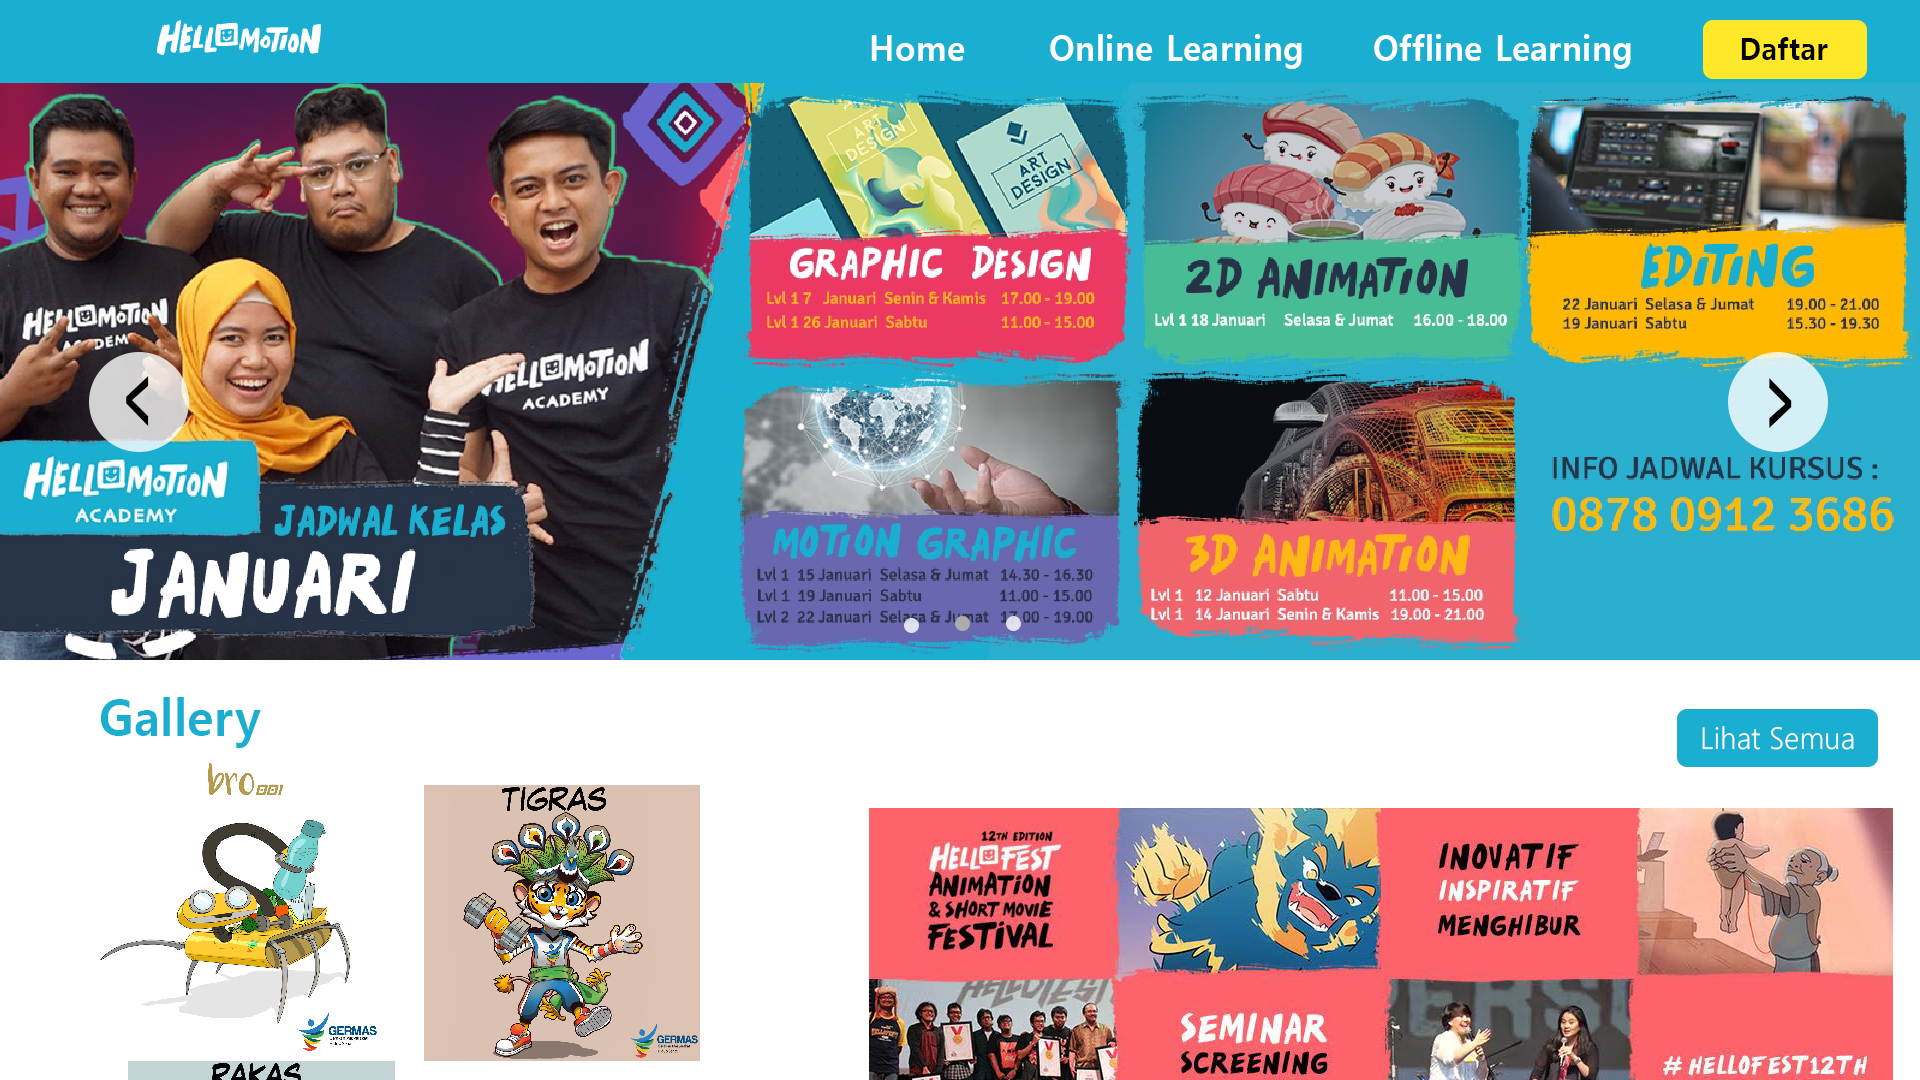 HELLOMOTION
Home
Online Learning
Offline Learning
Daftar
HELLOMOTION
HELLOMOTION
ACADEMY
HELLOMOTION
ACADEMY
JADWAL KELAS
JANUARI
ART
DESIGN
ART
DESIGN
GRAPHIC DESIGN
Lvl 1 7 Januari Senin & Kamis 17.00 - 19.00
Lvl 1 26 Januari Sabtu 11.00 - 15.00
2D ANIMATION
Lvl 1 18 Januari Selasa & Jumat 16.00 - 18.00
EDITING
22 Januari Selasa & Jumat 19.00 - 21.00
19 Januari Sabtu 15.30 - 19.30
MOTION GRAPHIC
Lvl 1 15 Januari Selasa & Jumat 14.30 - 16.30
Lvl 1 19 Januari Sabtu 11.00 - 15.00
Lvl 2 22 Januari Selasa & Jumat 17.00 - 19.00
3D ANIMATION
Lvl 1 12 Januari Sabtu 11.00 - 15.00
Lvl 1 14 Januari Senin & Kamis 19.00 - 21.00
INFO JADWAL KURSUS :
0878 0912 3686
Gallery
Lihat Semua
bro
TIGRAS
GERMAS
GERMAS
RAKAS
12TH EDITION
HELLOFEST
ANIMATION
& SHORT MOVIE
FESTIVAL
INOVATIF
INSPIRATIF
MENGHIBUR
HELLOFEST
SEMINAR
SCREENING
# HELLOFEST12TH